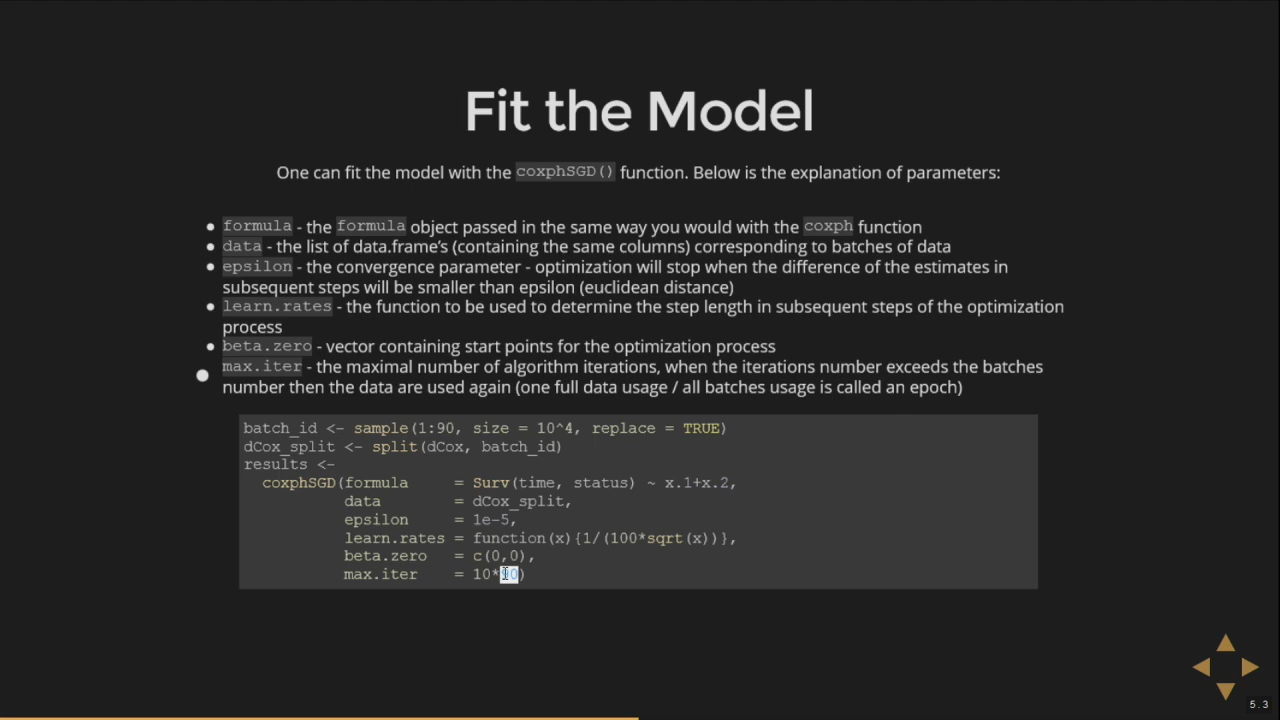 Fit the Model
One can fit the model with the coxphSGD() function. Below is the explanation of parameters:
formula - the formula object passed in the same way you would with the coxph function
data - the list of data.frame's (containing the same columns) corresponding to batches of data
epsilon - the convergence parameter - optimization will stop when the difference of the estimates in
subsequent steps will be smaller than epsilon (euclidean distance)
learn.rates - the function to be used to determine the step length in subsequent steps of the optimization
process
beta.zero - vector containing start points for the optimization process
max.iter - the maximal number of algorithm iterations, when the iterations number exceeds the batches
number then the data are used again (one full data usage / all batches usage is called an epoch)
batch_id <- sample(1:90, size = 10^4, replace = TRUE)
dCox_split <- split(dCox, batch_id)
results <-
coxphSGD(formula = Surv(time, status) ~ x.1+x.2,
data = dCox_split,
epsilon = 1e-5,
learn.rates = function(x){1/(100*sqrt(x))},
beta.zero = c(0,0),
max.iter = 10*90)
5.3